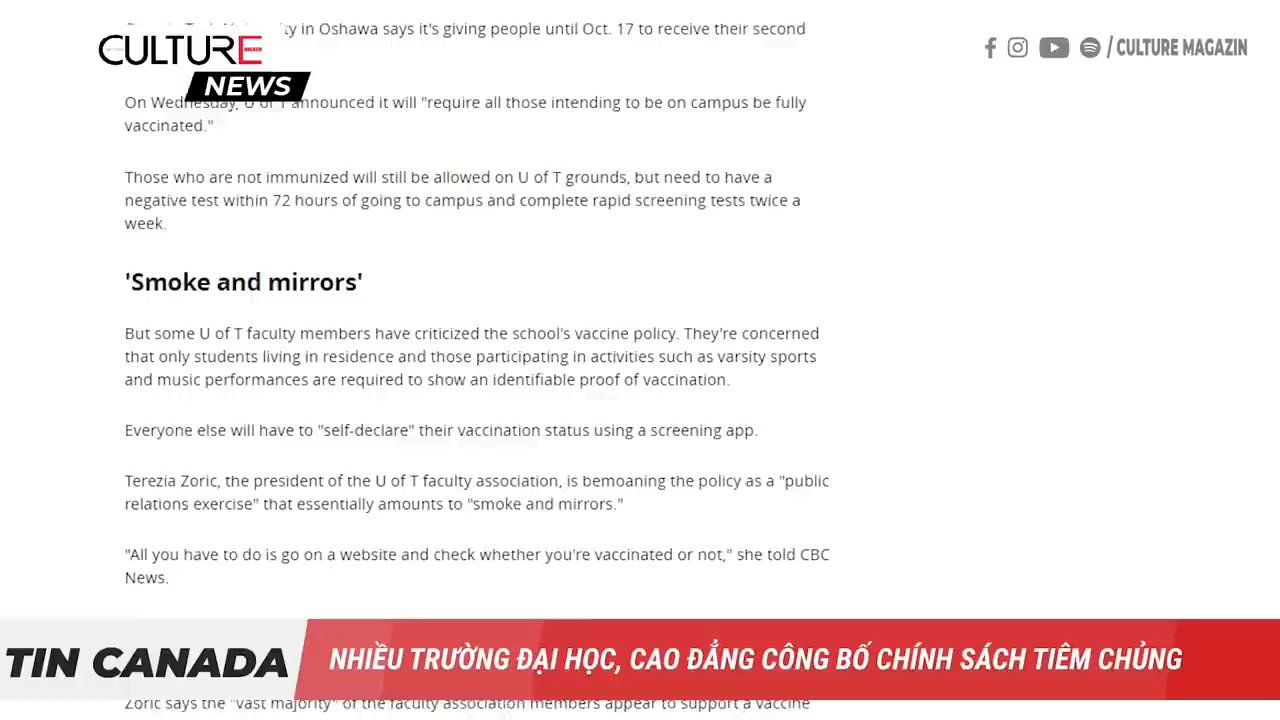 in Oshawa says it's giving people until Oct. 17 to receive their second
CULTURE
NEWS
/ CULTURE MAGAZIN
On Wednesday, U of T announced it will "require all those intending to be on campus be fully
vaccinated."
Those who are not immunized will still be allowed on U of T grounds, but need to have a
negative test within 72 hours of going to campus and complete rapid screening tests twice a
week.
'Smoke and mirrors'
But some U of T faculty members have criticized the school's vaccine policy. They're concerned
that only students living in residence and those participating in activities such as varsity sports
and music performances are required to show an identifiable proof of vaccination.
Everyone else will have to "self-declare" their vaccination status using a screening app.
Terezia Zoric, the president of the U of T faculty association, is bemoaning the policy as a "public
relations exercise" that essentially amounts to "smoke and mirrors."
"All you have to do is go on a website and check whether you're vaccinated or not," she told CBC
News.
TIN CANADA
NHIỀU TRƯỜNG ĐẠI HỌC, CAO ĐẲNG CÔNG BỐ CHÍNH SÁCH TIÊM CHỦNG
Zoric says the "vast majority" of the faculty association members appear to support a vaccine